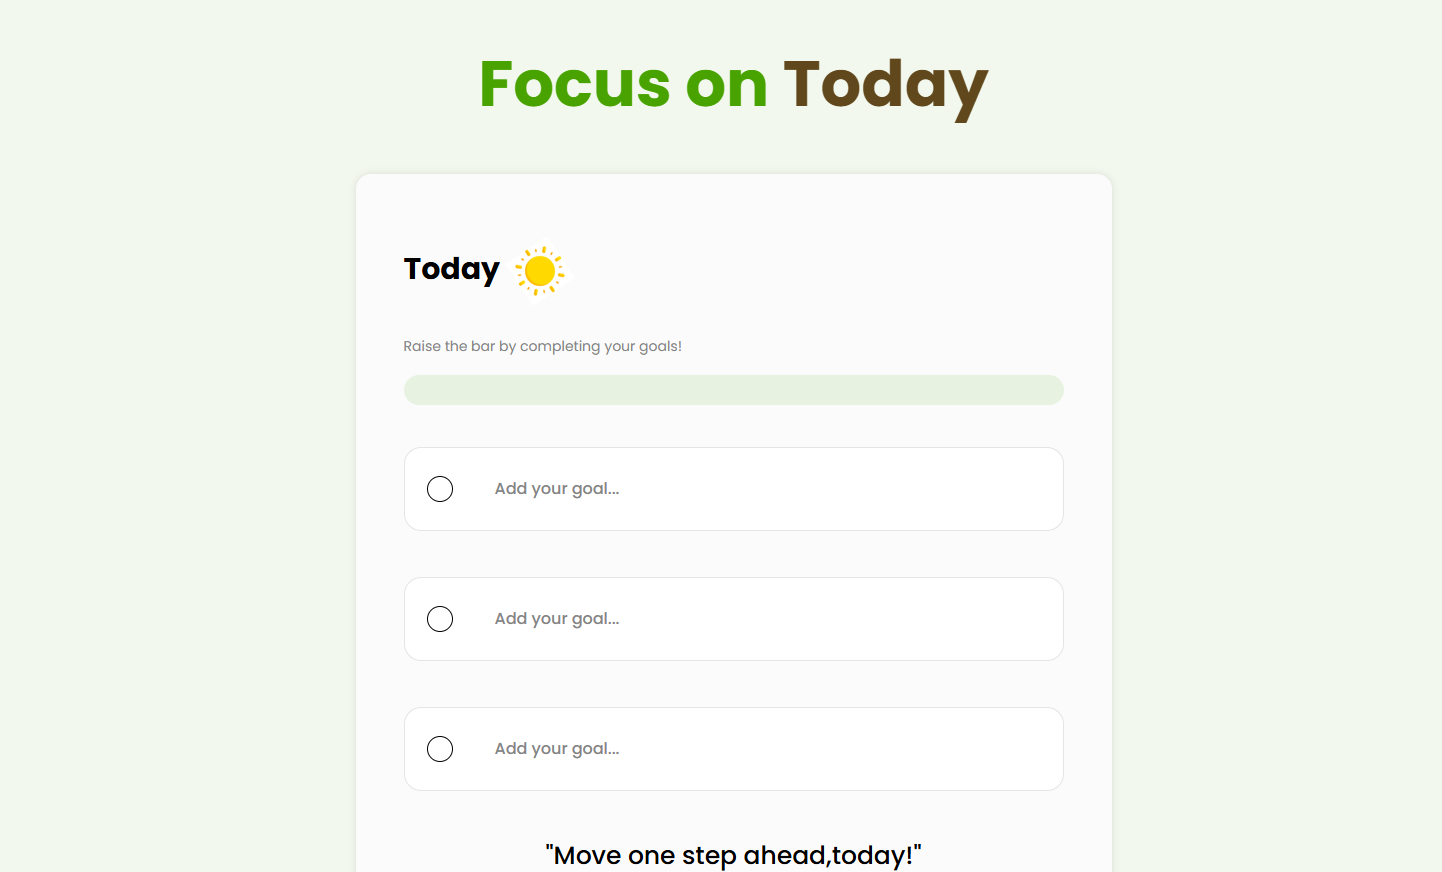 Focus on Today
Today
Raise the bar by completing your goals!
Add your goal...
Add your goal...
Add your goal...
"Move one step ahead,today!"